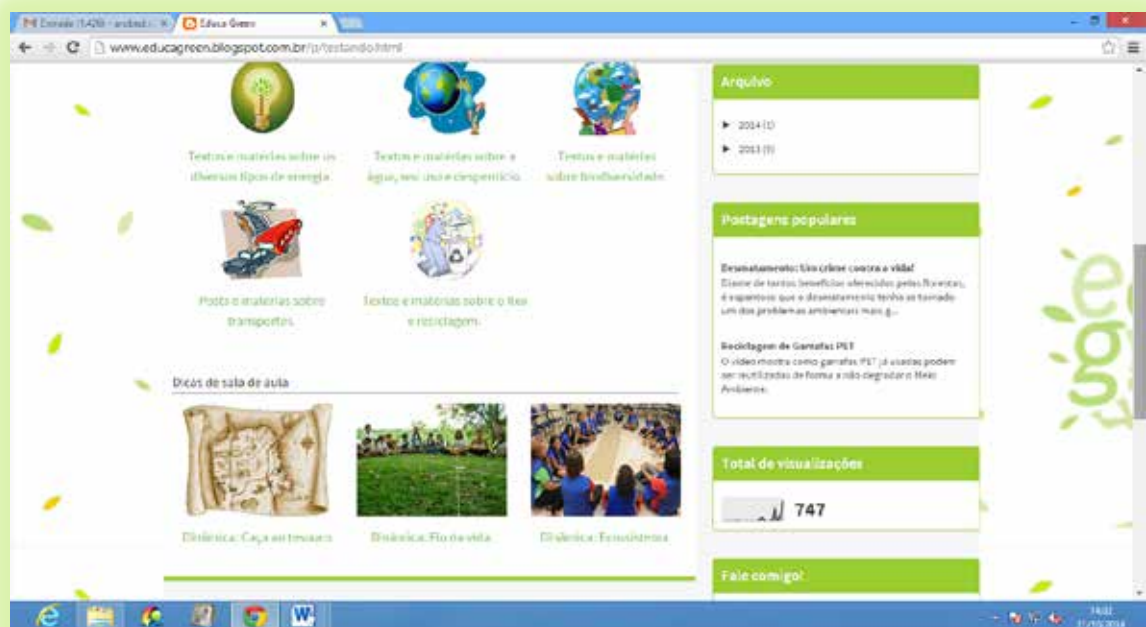 Educa Green
www.educagreen.blogspot.com.br/p/testando.html
Textos e matérias sobre os
diversos tipos de energia.
Textos e matérias sobre a
água, seu uso e desperdício.
Textos e matérias
sobre biodiversidade.
Posts e matérias sobre
transportes.
Textos e matérias sobre o lixo
e reciclagem.
Dicas de sala de aula
Dinâmica: Caça ao tesouro
Dinâmica: Fio da vida
Dinâmica: Ecossistema
Arquivo
► 2014 (1)
► 2013
Postagens populares
Desmatamento: Um crime contra a vida!
Diante de tantos benefícios oferecidos pelas florestas,
é espantoso que o desmatamento tenha se tornado
um dos problemas ambientais mais g...
Reciclagem de Garrafas PET
O vídeo mostra como garrafas PET já usadas podem
ser reutilizadas de forma a não degradar o Meio
Ambiente.
Total de visualizações
747
Fale comigo!
eg